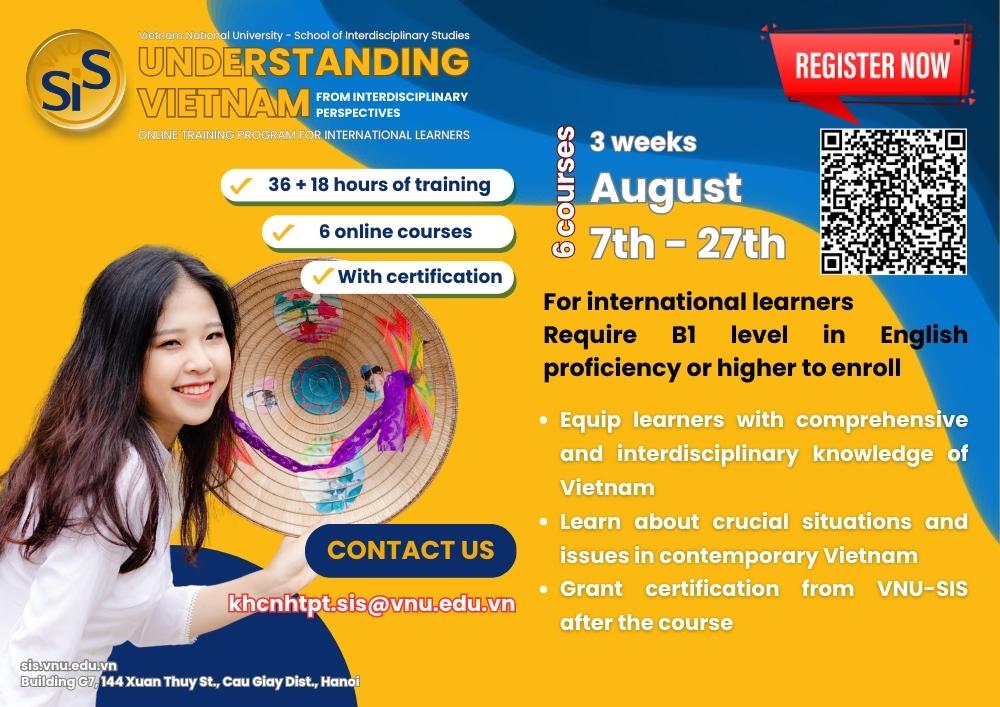 SiS
Vietnam National University - School of Interdisciplinary Studies
UNDERSTANDING
VIETNAM
FROM INTERDISCIPLINARY
PERSPECTIVES
ONLINE TRAINING PROGRAM FOR INTERNATIONAL LEARNERS
REGISTER NOW
36 + 18 hours of training
6 online courses
With certification
6 courses
3 weeks
August
7th - 27th
For international learners
Require B1 level in English
proficiency or higher to enroll
• Equip learners with comprehensive
and interdisciplinary knowledge of
Vietnam
• Learn about crucial situations and
issues in contemporary Vietnam
• Grant certification from VNU-SIS
after the course
CONTACT US
khcnhtpt.sis@vnu.edu.vn
sis.vnu.edu.vn
Building G7, 144 Xuan Thuy St., Cau Giay Dist., Hanoi